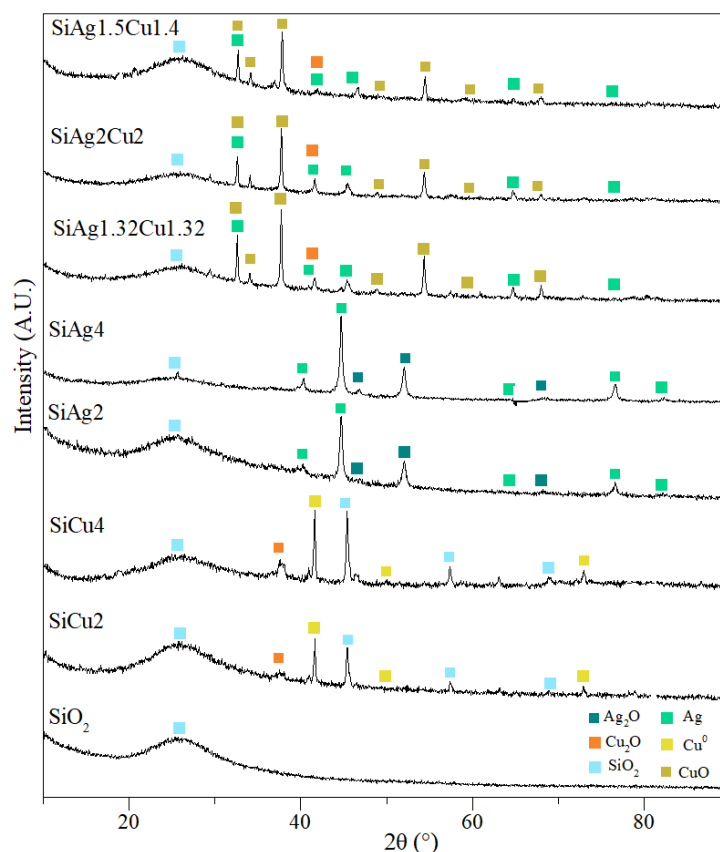 SiAg1.5Cu1.4
SiAg2Cu2
SiAg1.32Cu1.32
SiAg4
SiAg2
SiCu4
SiCu2
SiO2
Intensity (A.U.)
Ag2O
Ag
Cu2O
Cu0
SiO2
CuO
20
40
60
80
2θ (°)